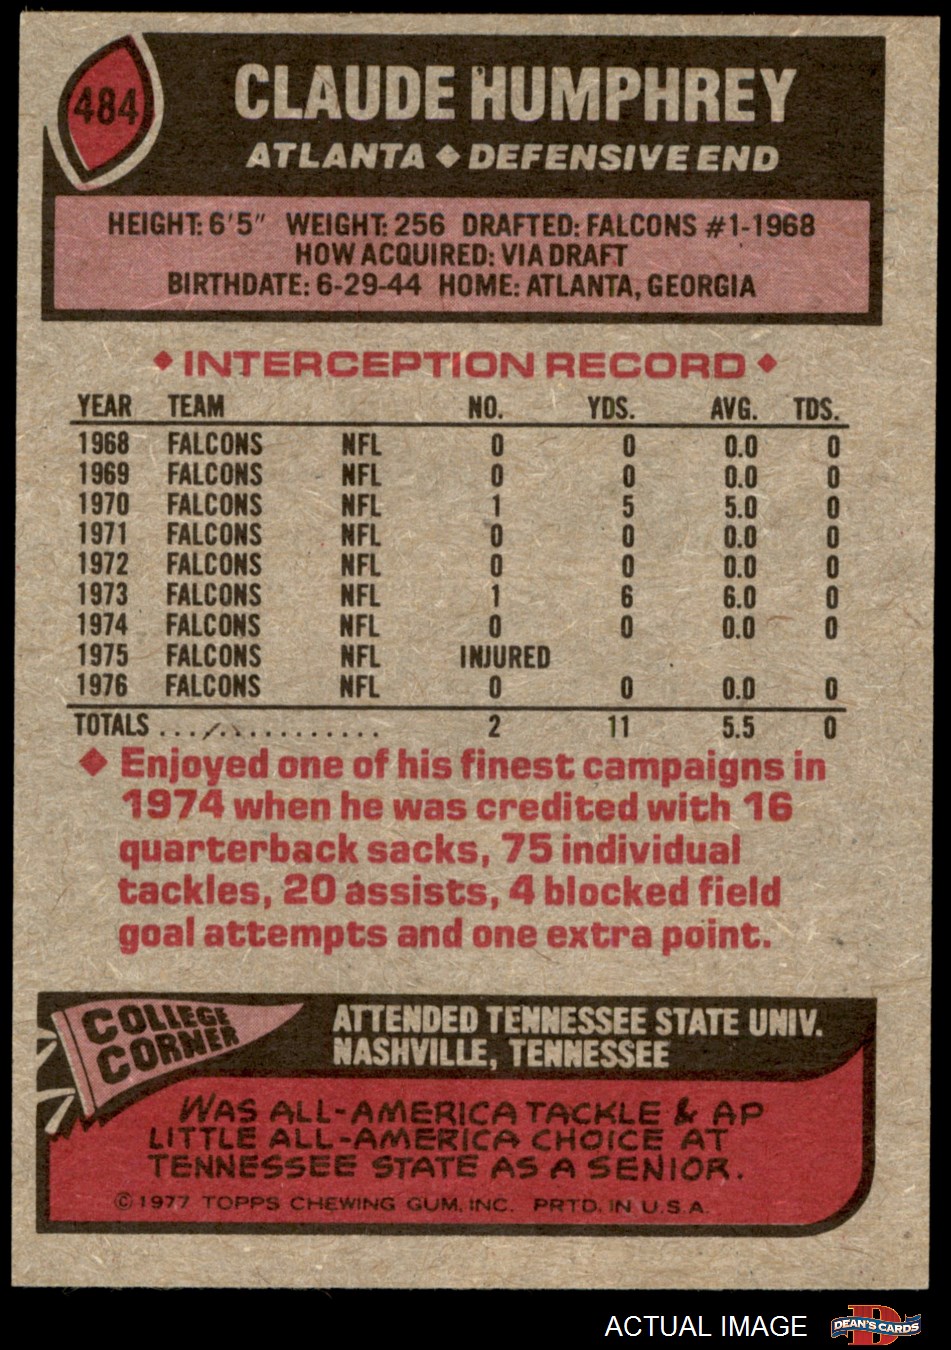 484
CLAUDE HUMPHREY
ATLANTA ◆ DEFENSIVE END
HEIGHT: 6'5" WEIGHT: 256 DRAFTED: FALCONS #1-1968
HOW ACQUIRED: VIA DRAFT
BIRTHDATE: 6-29-44 HOME: ATLANTA, GEORGIA
◆ INTERCEPTION RECORD ◆
YEAR TEAM NO. YDS. AVG. TDS.
1968 FALCONS NFL 0 0 0.0 0
1969 FALCONS NFL 0 0 0.0 0
1970 FALCONS NFL 1 5 5.0 0
1971 FALCONS NFL 0 0 0.0 0
1972 FALCONS NFL 0 0 0.0 0
1973 FALCONS NFL 1 6 6.0 0
1974 FALCONS NFL 0 0 0.0 0
1975 FALCONS NFL INJURED
1976 FALCONS NFL 0 0 0.0 0
TOTALS . . . . . . . . . . . . . . 2 11 5.5 0
◆ Enjoyed one of his finest campaigns in
1974 when he was credited with 16
quarterback sacks, 75 individual
tackles, 20 assists, 4 blocked field
goal attempts and one extra point.
COLLEGE
CORNER
ATTENDED TENNESSEE STATE UNIV.
NASHVILLE, TENNESSEE
WAS ALL-AMERICA TACKLE & AP
LITTLE ALL-AMERICA CHOICE AT
TENNESSEE STATE AS A SENIOR.
© 1977 TOPPS CHEWING GUM, INC. PRTD. IN U.S.A.
ACTUAL IMAGE
D
DEAN'S CARDS